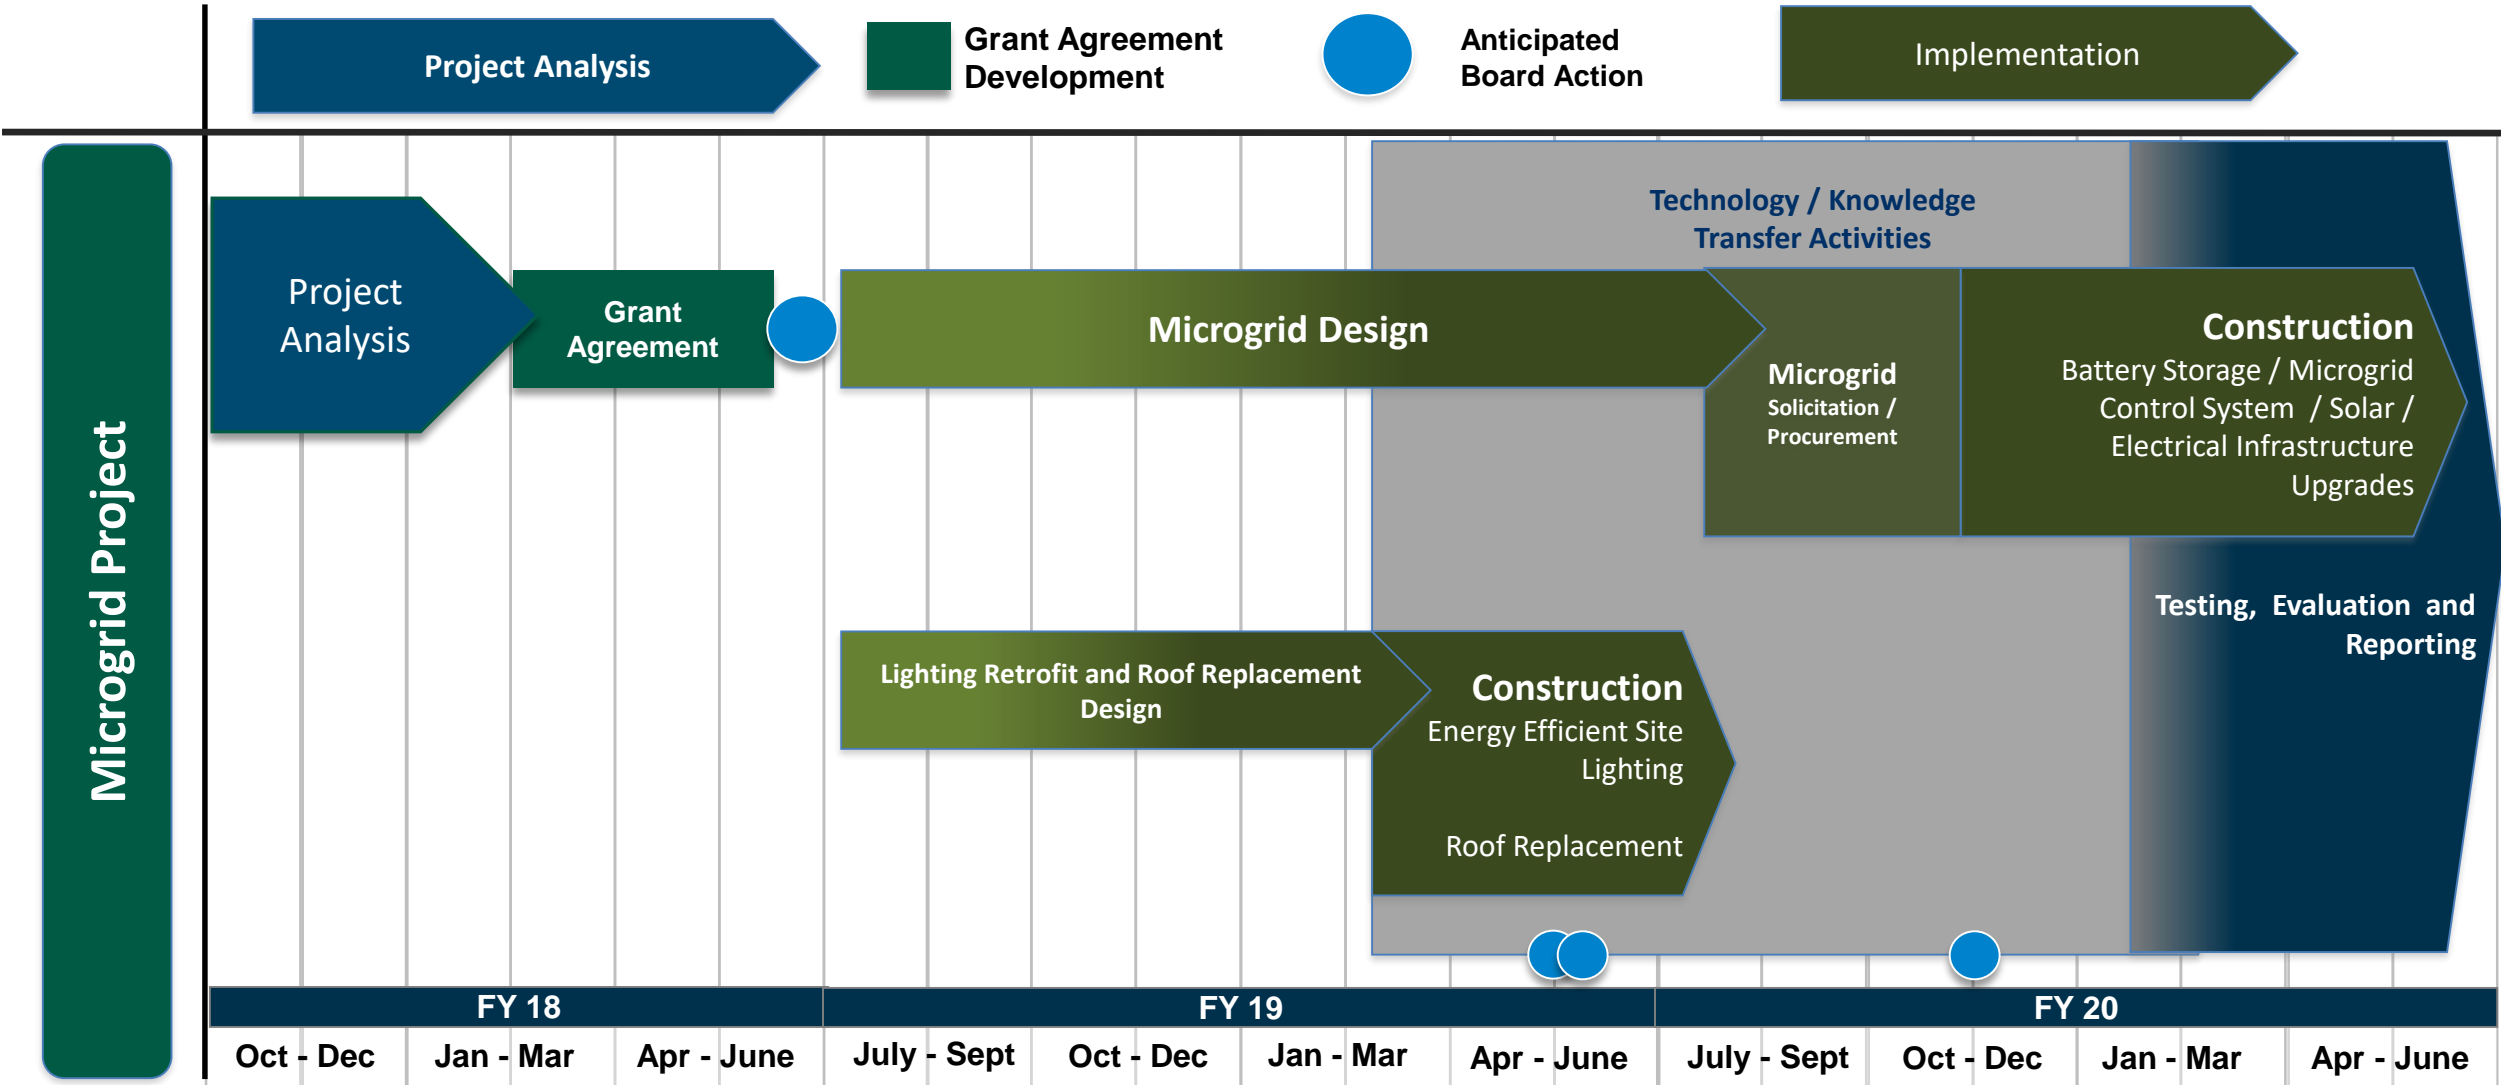 Project Analysis
Grant Agreement
Development
Anticipated
Board Action
Implementation
Microgrid Project
Project
Analysis
Grant
Agreement
Technology / Knowledge
Transfer Activities
Microgrid Design
Microgrid
Solicitation /
Procurement
Construction
Battery Storage / Microgrid
Control System / Solar /
Electrical Infrastructure
Upgrades
Testing, Evaluation and
Reporting
Lighting Retrofit and Roof Replacement
Design
Construction
Energy Efficient Site
Lighting
Roof Replacement
FY 18
FY 19
FY 20
Oct - Dec
Jan - Mar
Apr - June
July - Sept
Oct - Dec
Jan - Mar
Apr - June
July - Sept
Oct - Dec
Jan - Mar
Apr - June